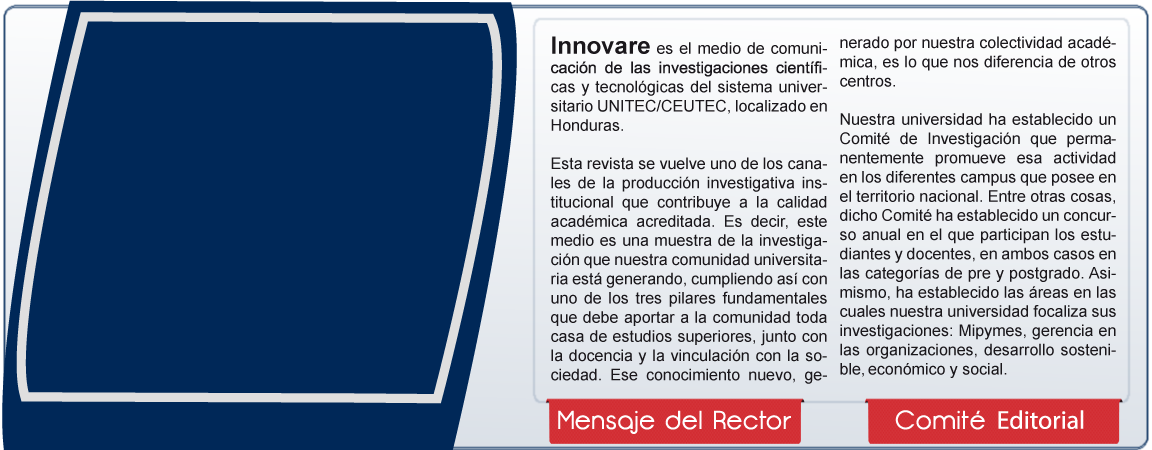 Innovare es el medio de comuni-
cación de las investigaciones científi-
cas y tecnológicas del sistema univer-
sitario UNITEC/CEUTEC, localizado en
Honduras.
Esta revista se vuelve uno de los cana-
les de la producción investigativa ins-
titucional que contribuye a la calidad
académica acreditada. Es decir, este
medio es una muestra de la investiga-
ción que nuestra comunidad universita-
ria está generando, cumpliendo así con
uno de los tres pilares fundamentales
que debe aportar a la comunidad toda
casa de estudios superiores, junto con
la docencia y la vinculación con la so-
ciedad. Ese conocimiento nuevo, ge-
nerado por nuestra colectividad acadé-
mica, es lo que nos diferencia de otros
centros.
Nuestra universidad ha establecido un
Comité de Investigación que perma-
nentemente promueve esa actividad
en los diferentes campus que posee en
el territorio nacional. Entre otras cosas,
dicho Comité ha establecido un concur-
so anual en el que participan los estu-
diantes y docentes, en ambos casos en
las categorías de pre y postgrado. Asi-
mismo, ha establecido las áreas en las
cuales nuestra universidad focaliza sus
investigaciones: Mipymes, gerencia en
las organizaciones, desarrollo sosteni-
ble, económico y social.
Mensaje del Rector
Comité Editorial